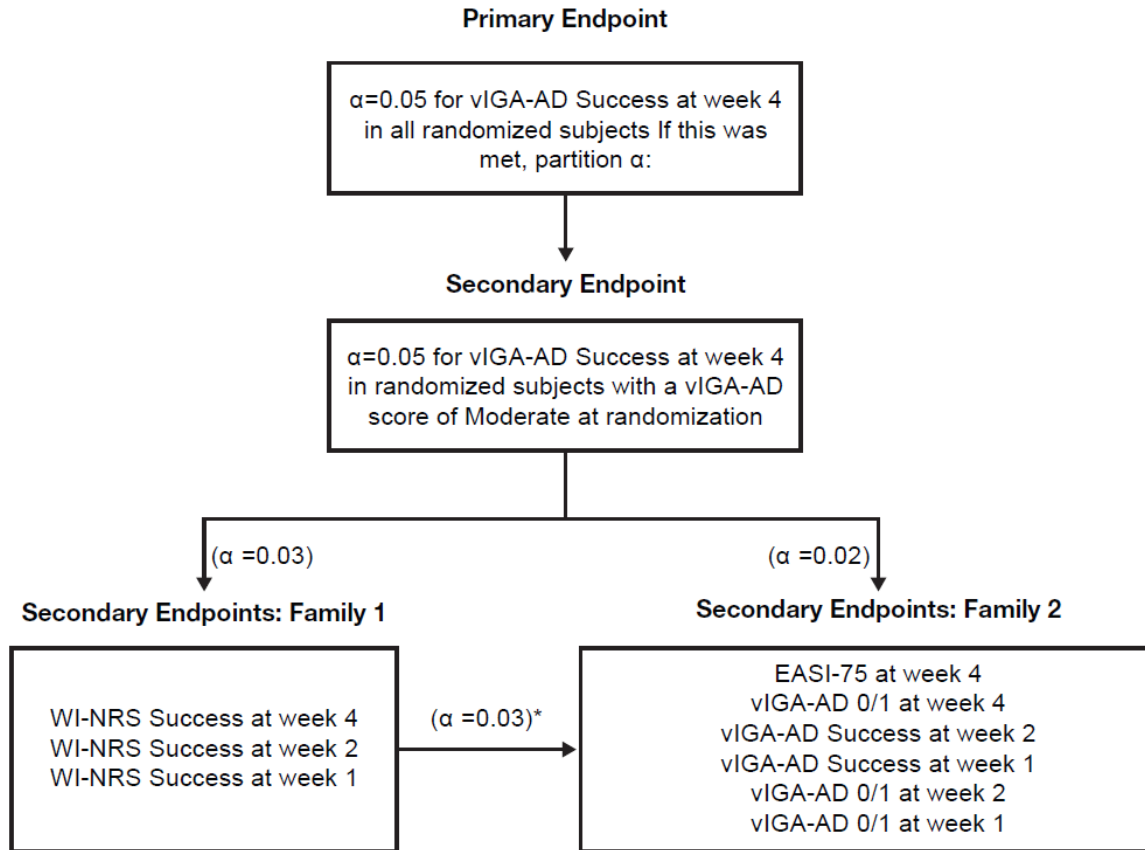 Primary Endpoint
α=0.05 for vIGA-AD Success at week 4
in all randomized subjects If this was
met, partition α:
Secondary Endpoint
α=0.05 for vIGA-AD Success at week 4
in randomized subjects with a vIGA-AD
score of Moderate at randomization
(α =0.03)
(α =0.02)
Secondary Endpoints: Family 1
Secondary Endpoints: Family 2
WI-NRS Success at week 4
WI-NRS Success at week 2
WI-NRS Success at week 1
(α =0.03)*
EASI-75 at week 4
vIGA-AD 0/1 at week 4
vIGA-AD Success at week 2
vIGA-AD Success at week 1
vIGA-AD 0/1 at week 2
vIGA-AD 0/1 at week 1